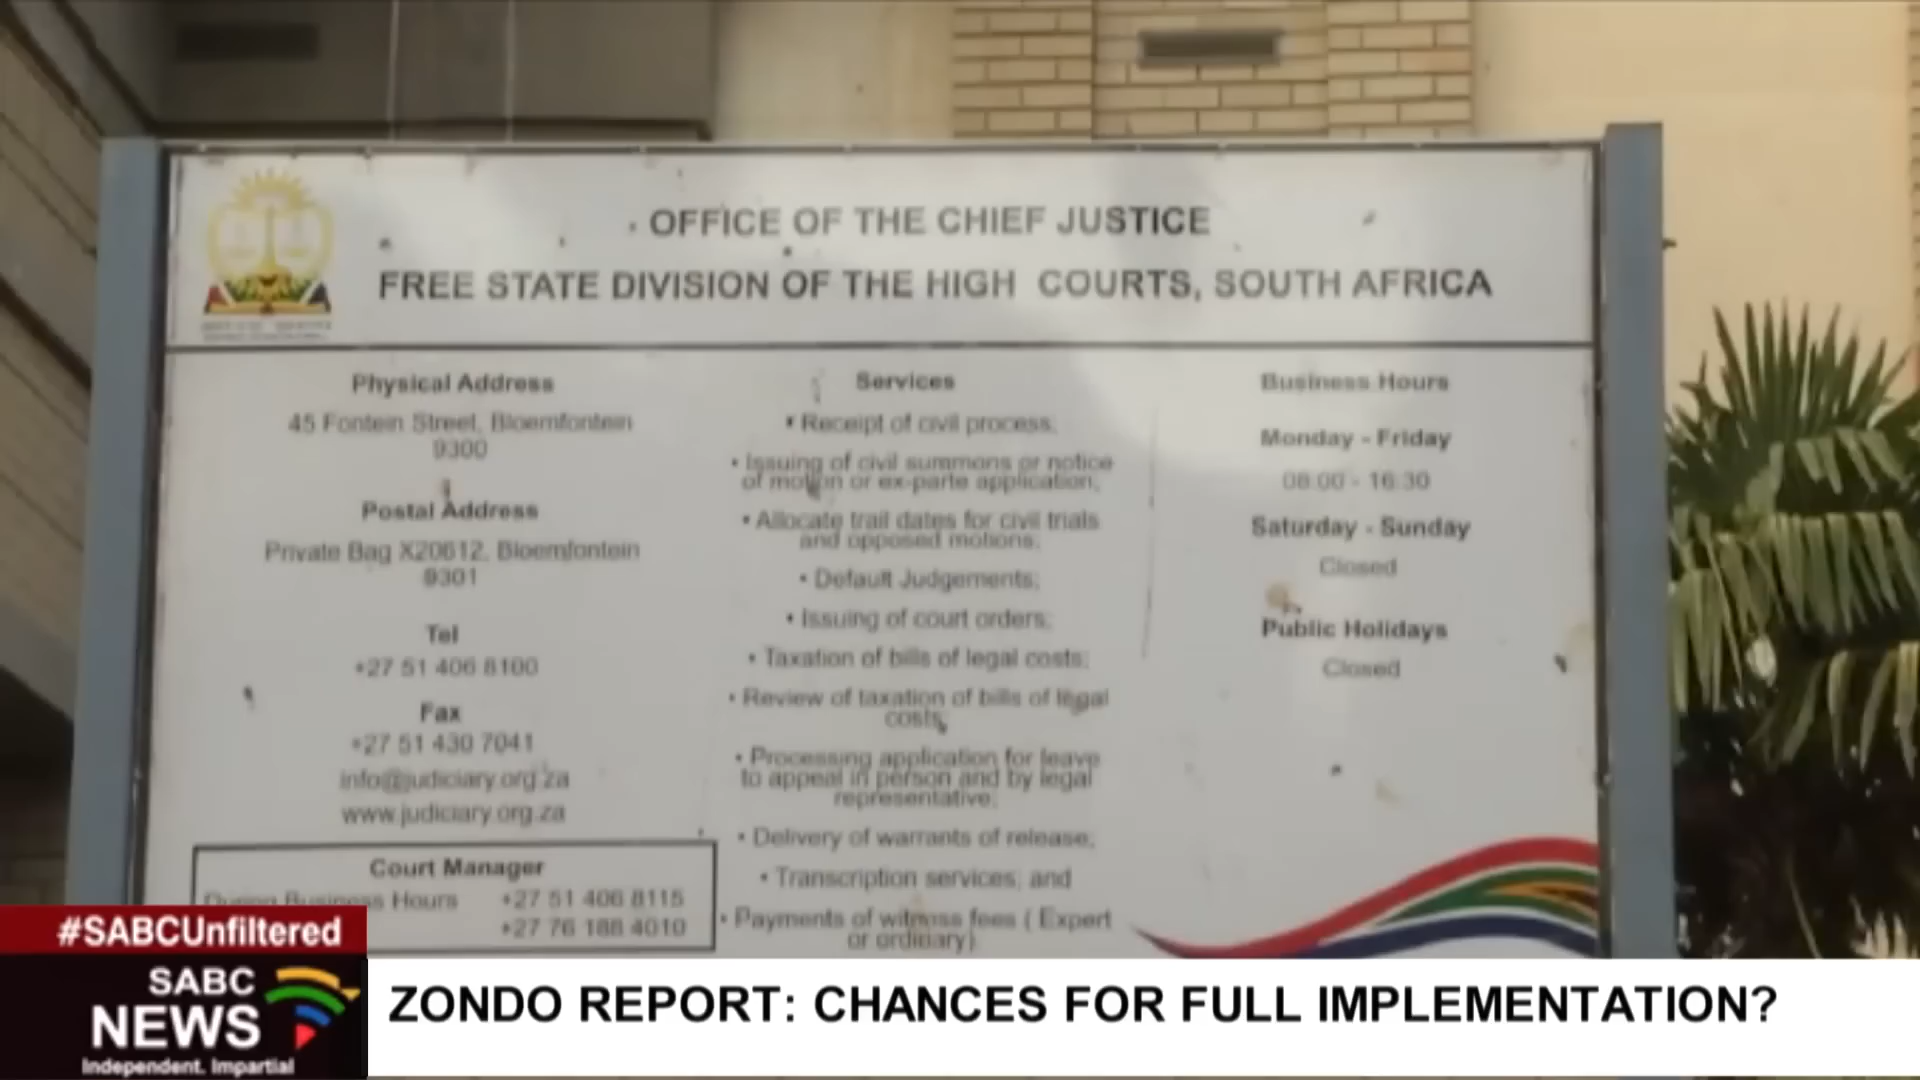 OFFICE OF THE CHIEF JUSTICE
FREE STATE DIVISION OF THE HIGH COURTS, SOUTH AFRICA
Physical Address
45 Fontein Street, Bloemfontein
9300
Postal Address
Private Bag X20612, Bloemfontein
9301
Tel
+27 51 406 8100
Fax
+27 51 430 7041
info@judiciary.org.za
www.judiciary.org.za
Court Manager
During Business Hours +27 51 406 8115
+27 76 188 4010
Services
• Receipt of civil process;
• Issuing of civil summons or notice
of motion or ex-parte application;
• Allocate trail dates for civil trials
and opposed motions;
• Default Judgements;
• Issuing of court orders;
• Taxation of bills of legal costs;
• Review of taxation of bills of legal
costs;
• Processing application for leave
to appeal in person and by legal
representative;
• Delivery of warrants of release;
• Transcription services; and
• Payments of witness fees ( Expert
or ordinary)
Business Hours
Monday - Friday
08:00 - 16:30
Saturday - Sunday
Closed
Public Holidays
Closed
#SABCUnfiltered
SABC
NEWS
Independent. Impartial
ZONDO REPORT: CHANCES FOR FULL IMPLEMENTATION?